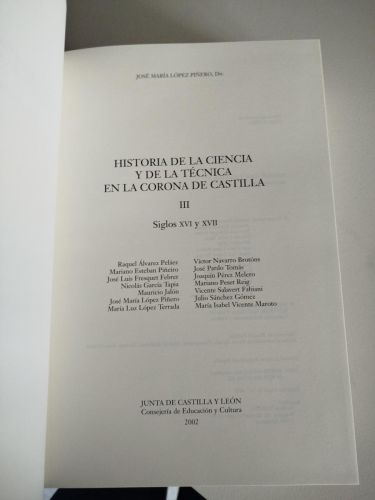 JOSÉ MARÍA LÓPEZ PIÑERO, Dir.
HISTORIA DE LA CIENCIA
Y DE LA TÉCNICA
EN LA CORONA DE CASTILLA
III
Siglos XVI y XVII
Raquel Álvarez Peláez
Mariano Esteban Piñeiro
José Luis Fresquet Febrer
Nicolás García Tapia
Mauricio Jalón
José María López Piñero
María Luz López Terrada
Víctor Navarro Brotóns
José Pardo Tomás
Joaquín Pérez Melero
Mariano Peset Reig
Vicente Salavert Fabiani
Julio Sánchez Gómez
María Isabel Vicente Maroto
JUNTA DE CASTILLA Y LEÓN
Consejería de Educación y Cultura
2002